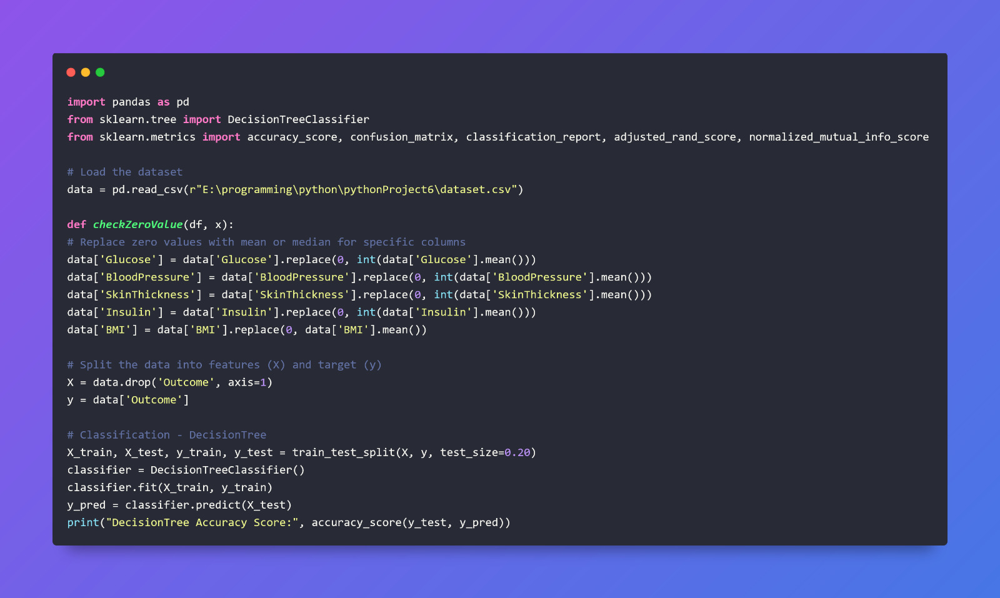 import pandas as pd
from sklearn.tree import DecisionTreeClassifier
from sklearn.metrics import accuracy_score, confusion_matrix, classification_report, adjusted_rand_score, normalized_mutual_info_score

# Load the dataset
data = pd.read_csv(r"E:\programming\python\pythonProject6\dataset.csv")

def checkZeroValue(df, x):
# Replace zero values with mean or median for specific columns
data['Glucose'] = data['Glucose'].replace(0, int(data['Glucose'].mean()))
data['BloodPressure'] = data['BloodPressure'].replace(0, int(data['BloodPressure'].mean()))
data['SkinThickness'] = data['SkinThickness'].replace(0, int(data['SkinThickness'].mean()))
data['Insulin'] = data['Insulin'].replace(0, int(data['Insulin'].mean()))
data['BMI'] = data['BMI'].replace(0, data['BMI'].mean())

# Split the data into features (X) and target (y)
X = data.drop('Outcome', axis=1)
y = data['Outcome']

# Classification - DecisionTree
X_train, X_test, y_train, y_test = train_test_split(X, y, test_size=0.20)
classifier = DecisionTreeClassifier()
classifier.fit(X_train, y_train)
y_pred = classifier.predict(X_test)
print("DecisionTree Accuracy Score:", accuracy_score(y_test, y_pred))